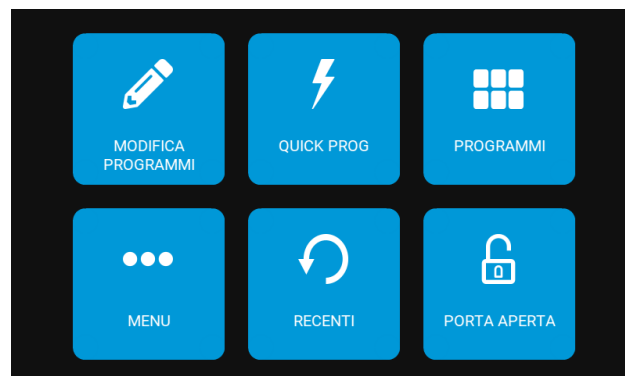 MODIFICA
PROGRAMMI
QUICK PROG
PROGRAMMI
MENU
RECENTI
PORTA APERTA